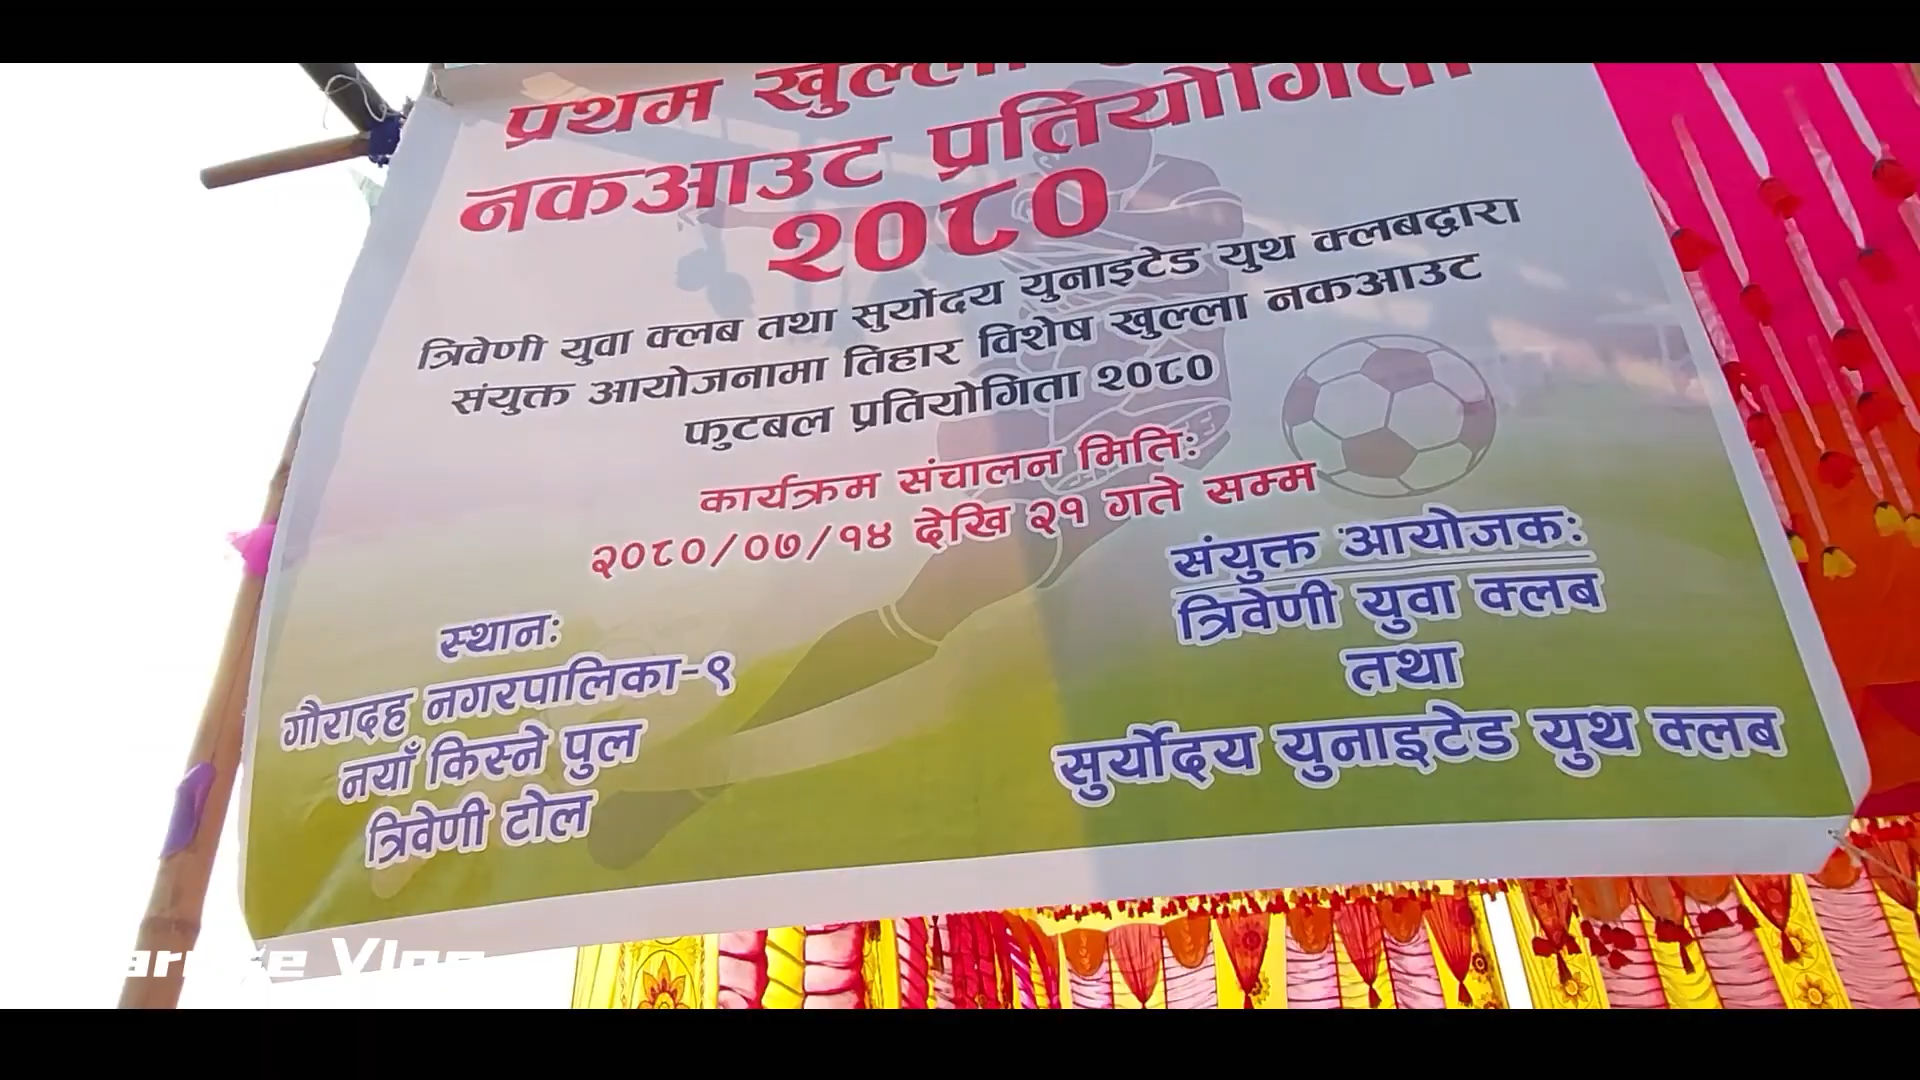 प्रथम खुल्ला
नकआउट प्रतियोगिता
२०८०
त्रिवेणी युवा क्लब तथा सुर्योदय युनाइटेड युथ क्लबद्वारा
संयुक्त आयोजनामा तिहार विशेष खुल्ला नकआउट
फुटबल प्रतियोगिता २०८०
कार्यक्रम संचालन मिति:
२०८०/०७/१४ देखि २१ गते सम्म
स्थान:
गौरादह नगरपालिका-९
नयाँ किस्ने पुल
त्रिवेणी टोल
संयुक्त आयोजक:
त्रिवेणी युवा क्लब
तथा
सुर्योदय युनाइटेड युथ क्लब
Vlog